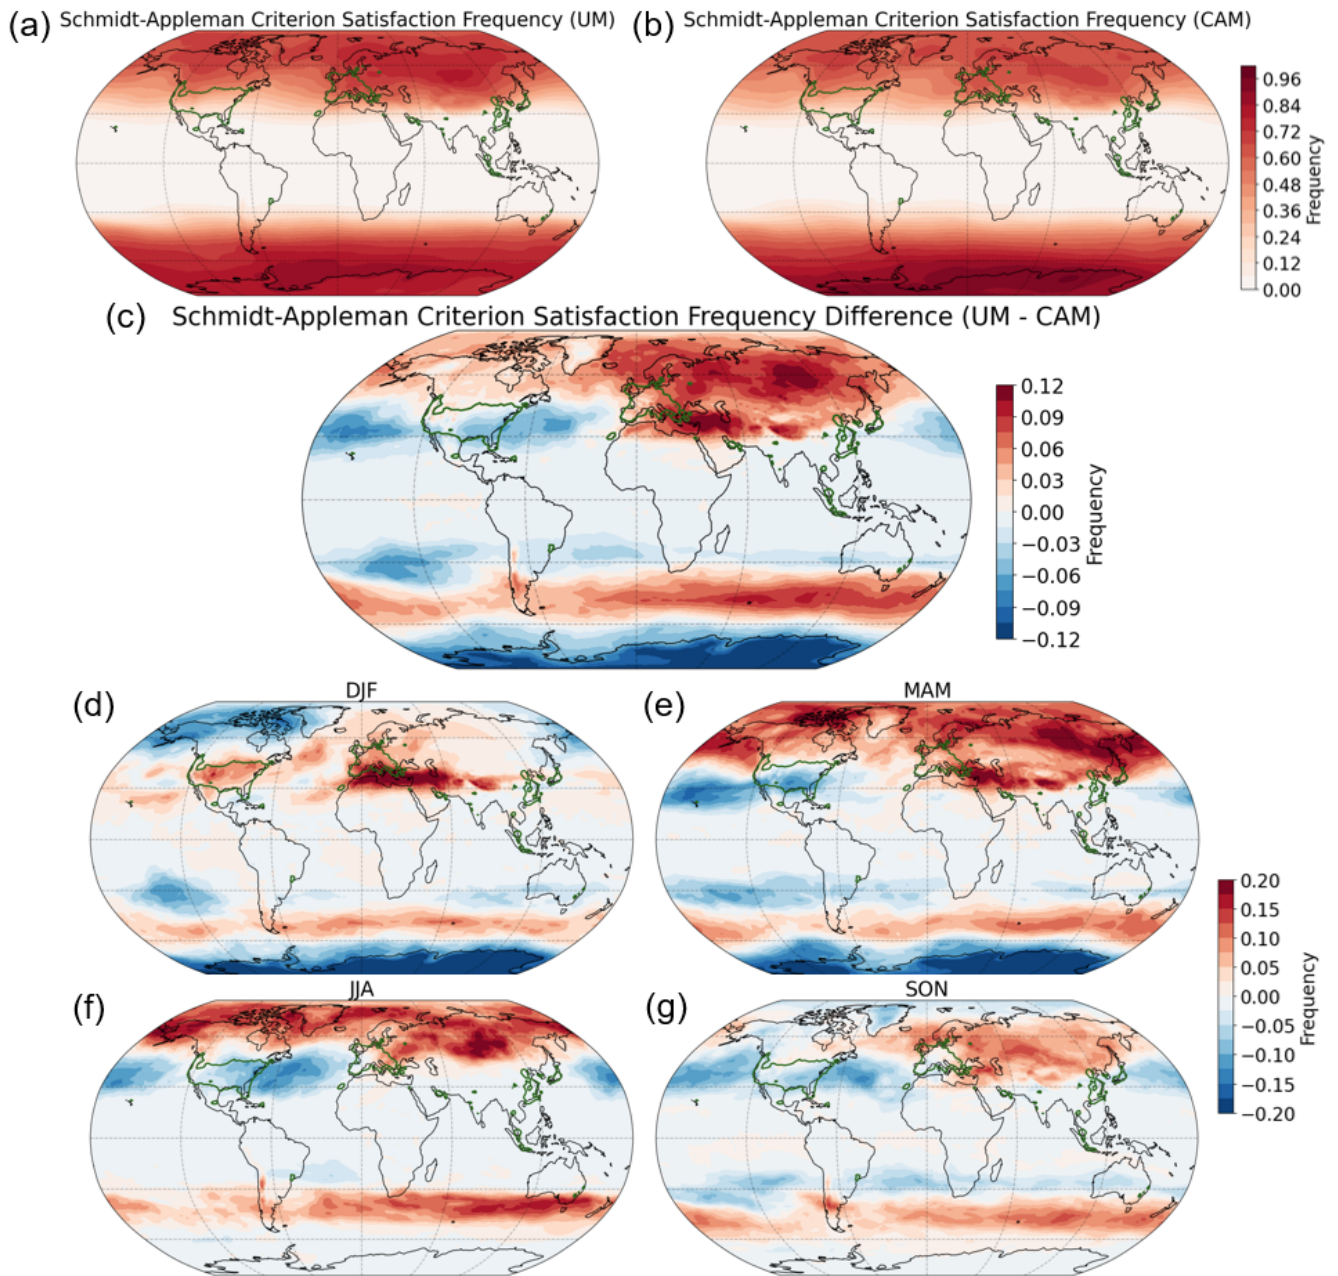 (a) Schmidt-Appleman Criterion Satisfaction Frequency (UM)
(b) Schmidt-Appleman Criterion Satisfaction Frequency (CAM)
0.96
0.84
0.72
0.60
0.48
0.36
0.24
0.12
0.00
Frequency
(c) Schmidt-Appleman Criterion Satisfaction Frequency Difference (UM - CAM)
0.12
0.09
0.06
0.03
0.00
−0.03
−0.06
−0.09
−0.12
Frequency
(d) DJF
(e) MAM
(f) JJA
(g) SON
0.20
0.15
0.10
0.05
0.00
−0.05
−0.10
−0.15
−0.20
Frequency